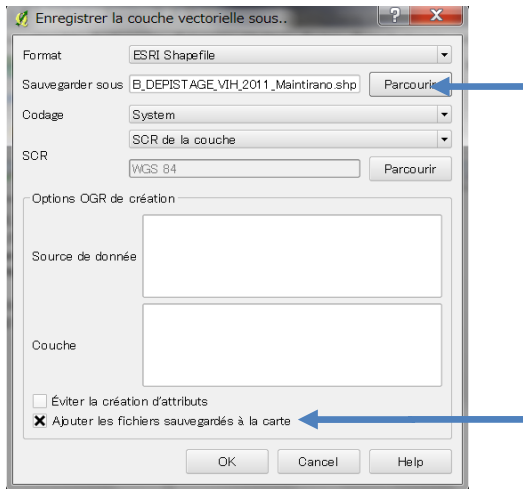 Enregistrer la couche vectorielle sous..
Format ESRI Shapefile
Sauvegarder sous B_DEPISTAGE_VIH_2011_Maintirano.shp Parcourir
Codage System
SCR de la couche
SCR
WGS 84 Parcourir
Options OGR de création
Source de donnée
Couche
Éviter la création d'attributs
Ajouter les fichiers sauvegardés à la carte
OK Cancel Help